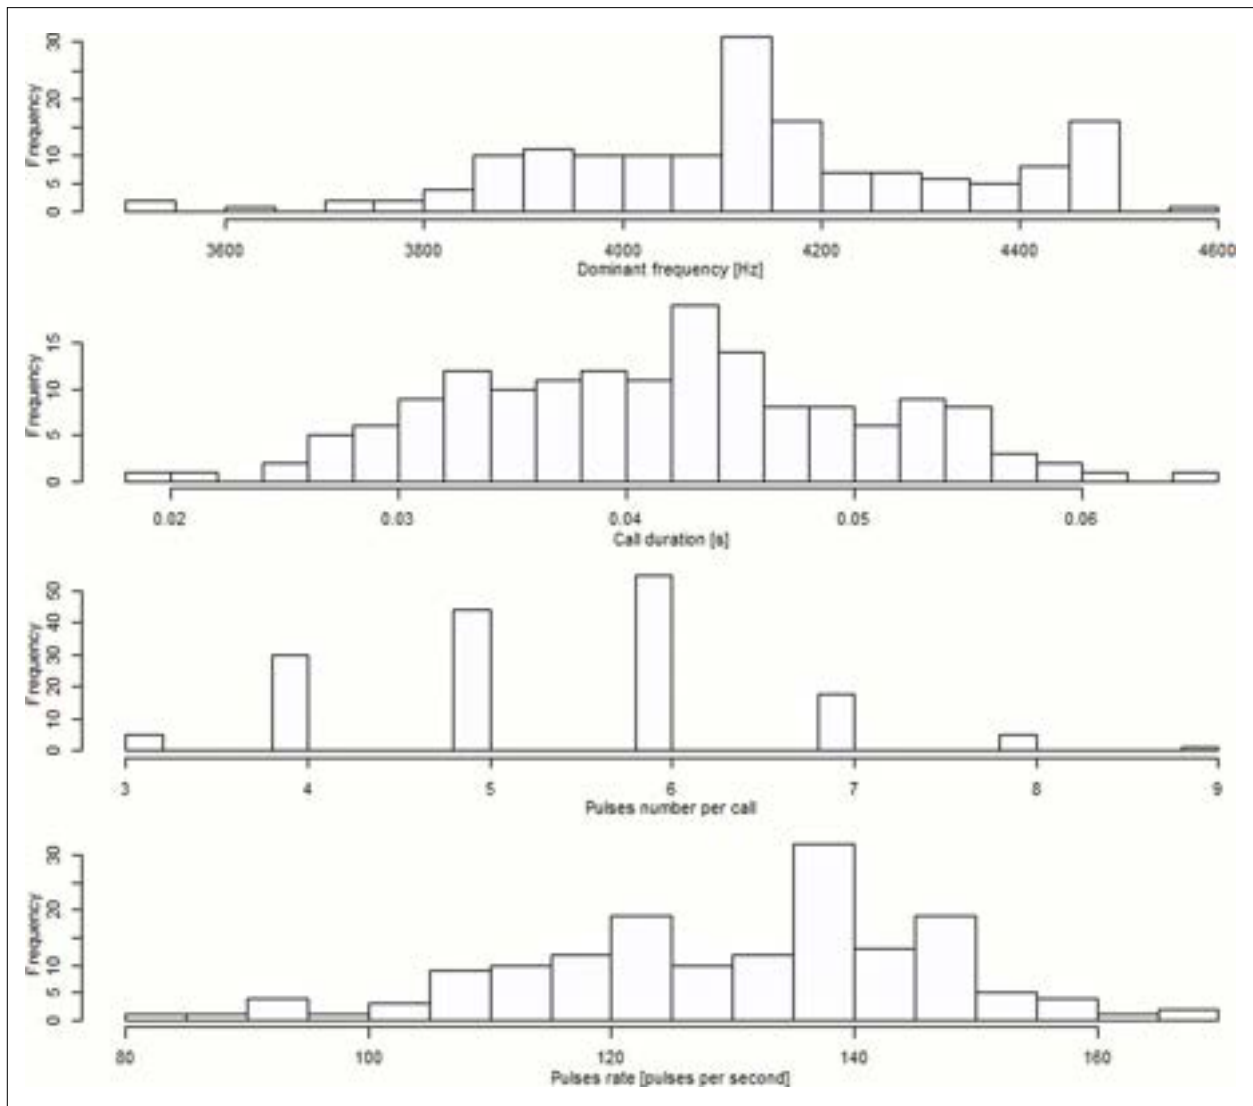 Frequency
0 5 10 20 30
3600 3800 4000 4200 4400 4600
Dominant frequency [Hz]
Frequency
0 5 10 15
0.02 0.03 0.04 0.05 0.06
Call duration [s]
Frequency
0 10 20 30 40 50
3 4 5 6 7 8 9
Pulses number per call
Frequency
0 5 10 20 30
80 100 120 140 160
Pulses rate [pulses per second]